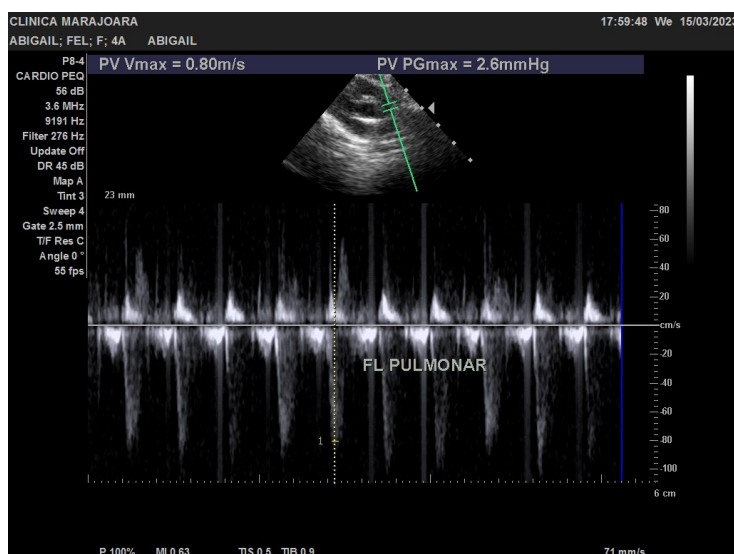 CLINICA MARAJOARA 17:59:48 We 15/03/2023
ABIGAIL; FEL; F; 4A ABIGAIL
P8-4
CARDIO PEQ
56 dB
3.6 MHz
9191 Hz
Filter 276 Hz
Update Off
DR 45 dB
Map A
Tint 3
Sweep 4
Gate 2.5 mm
T/F Res C
Angle 0°
55 fps
PV Vmax = 0.80m/s PV PGmax = 2.6mmHg
23 mm
80
60
40
20
cm/s
-20
FL PULMONAR
-40
-60
1
-80
-100
6 cm
P 100% MI 0.63 TIS 0.5 TIB 0.9 71 mm/s